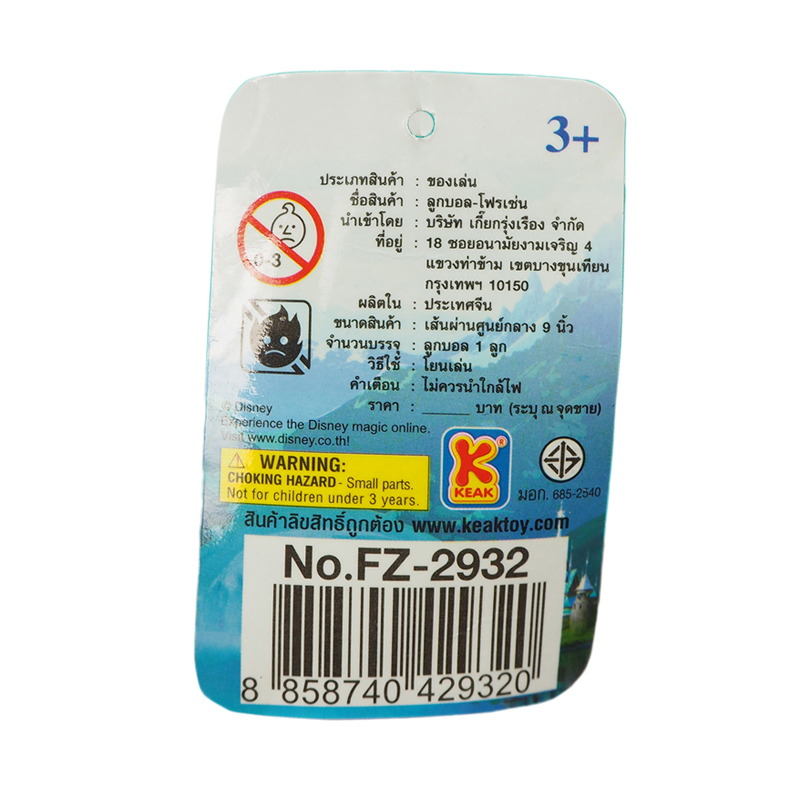 3+
ประเภทสินค้า : ของเล่น
ชื่อสินค้า : ลูกบอล-โฟรเซ่น
นำเข้าโดย : บริษัท เกี๊ยกรุ่งเรือง จำกัด
ที่อยู่ : 18 ซอยอนามัยงามเจริญ 4
แขวงท่าข้าม เขตบางขุนเทียน
กรุงเทพฯ 10150
0-3
ผลิตใน : ประเทศจีน
ขนาดสินค้า : เส้นผ่านศูนย์กลาง 9 นิ้ว
จำนวนบรรจุ : ลูกบอล 1 ลูก
วิธีใช้ : โยนเล่น
คำเตือน : ไม่ควรนำใกล้ไฟ
ราคา : _____ บาท (ระบุ ณ จุดขาย)
© Disney
Experience the Disney magic online.
Visit www.disney.co.th!
WARNING:
CHOKING HAZARD - Small parts.
Not for children under 3 years.
K®
KEAK
มอก. 685-2540
สินค้าลิขสิทธิ์ถูกต้อง www.keaktoy.com
No.FZ-2932
8 858740 429320